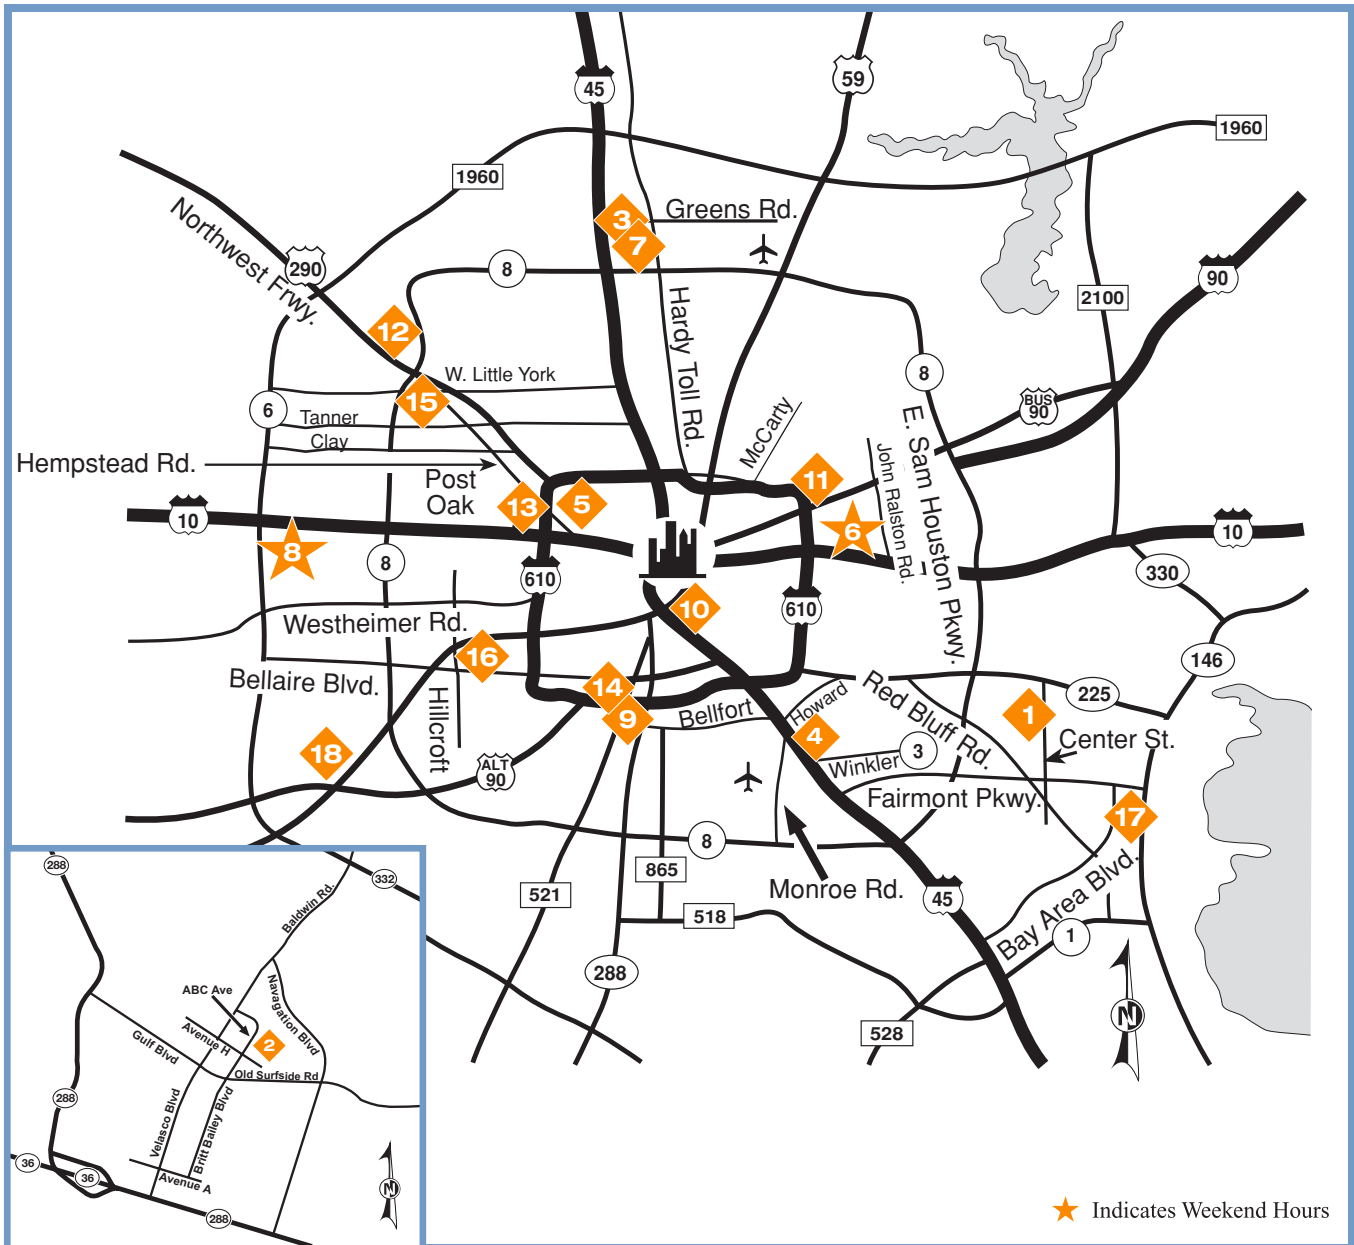 45
59
1960
1960
Northwest Frwy.
290
3
Greens Rd.
7
8
90
2100
Hardy Toll Rd.
12
W. Little York
8
15
BUS
90
6
Tanner
Clay
McCarty
E. Sam Houston Pkwy.
Hempstead Rd.
Post
Oak
John Ralston Rd.
11
13
5
10
8
6
10
8
610
330
610
10
Westheimer Rd.
16
146
Bellaire Blvd.
14
9
Hillcroft
Bellfort
Howard
Red Bluff Rd.
225
1
Center St.
4
3
Winkler
18
ALT
90
Fairmont Pkwy.
17
8
865
Monroe Rd.
521
45
518
Bay Area Blvd.
1
288
528
N
288
332
Baldwin Rd.
ABC Ave
Navagation Blvd
Avenue H
2
Gulf Blvd
Old Surfside Rd
288
Velasco Blvd
Britt Bailey Blvd
36
36
Avenue A
N
288
Indicates Weekend Hours